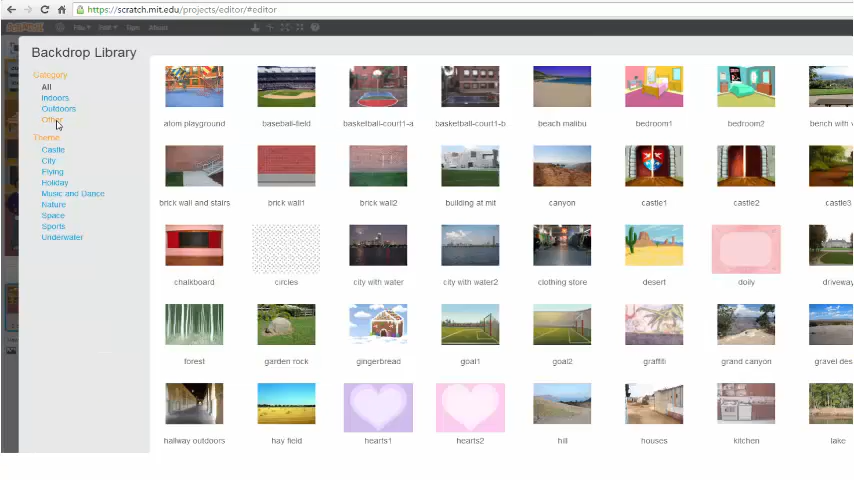 https://scratch.mit.edu/projects/editor/#editor
File Edit Tips About
Backdrop Library
Category
All
Indoors
Outdoors
Other
Theme
Castle
City
Flying
Holiday
Music and Dance
Nature
Space
Sports
Underwater
atom playground baseball-field basketball-court1-a basketball-court1-b beach malibu bedroom1 bedroom2 bench with v
brick wall and stairs brick wall1 brick wall2 building at mit canyon castle1 castle2 castle3
chalkboard circles city with water city with water2 clothing store desert doily driveway
forest garden rock gingerbread goal1 goal2 graffiti grand canyon gravel des
hallway outdoors hay field hearts1 hearts2 hill houses kitchen lake